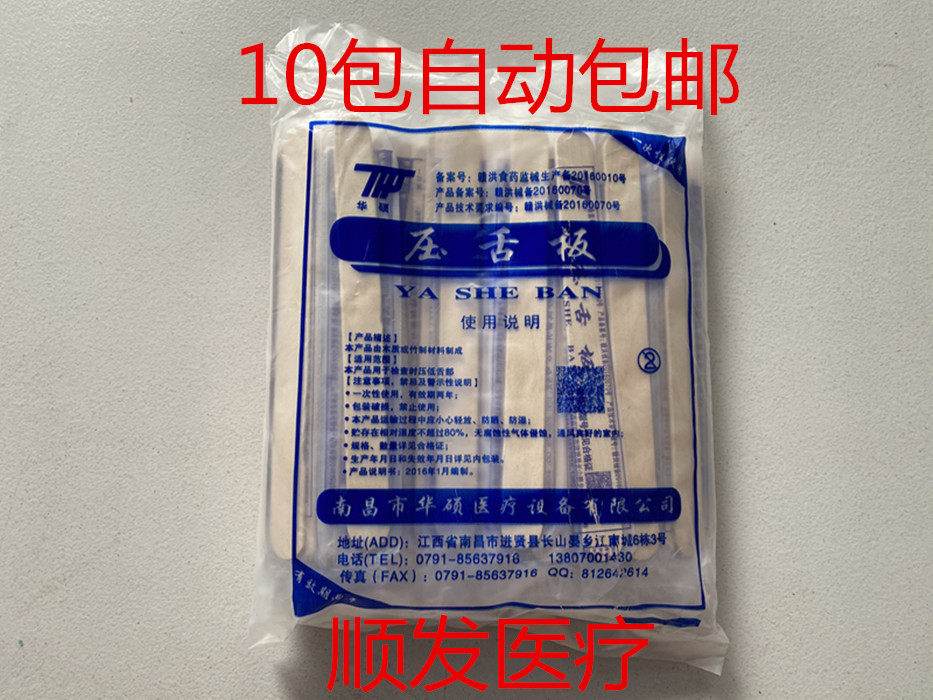 10包自动包邮
华硕
备案号：赣洪食药监械生产备20160010号
产品备案号：赣洪械备20160070号
产品技术要求编号：赣洪械备20160070号
压舌板
YA SHE BAN
使用说明
【产品描述】
本产品由木质或竹制材料制成
【适用范围】
本产品用于检查时压低舌部
【注意事项，禁忌及警示性说明】
•一次性使用，有效期两年；
•包装破损，禁止使用；
•本产品运输过程中应小心轻放、防晒、防湿；
•贮存在相对湿度不超过80%，无腐蚀性气体侵蚀，通风良好的室内；
•规格、数量详见合格证；
•生产年月日和失效年月日详见内包装。
•产品说明书：2016年1月编制。
南昌市华硕医疗设备有限公司
地址(ADD)：江西省南昌市进贤县长山晏乡江南城6栋3号
电话(TEL)：0791-85637916 13807001430
传真(FAX)：0791-85637916 QQ：812642614
有效期
顺发医疗